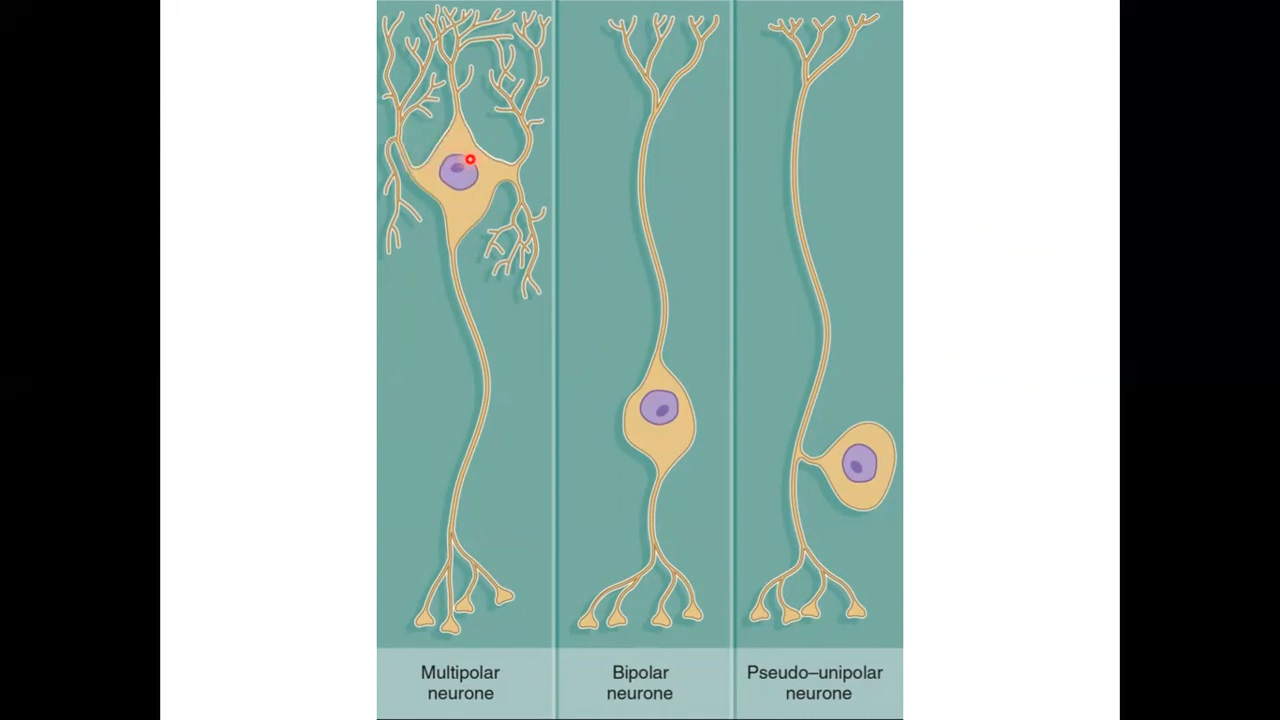 Multipolar
neurone
Bipolar
neurone
Pseudo–unipolar
neurone